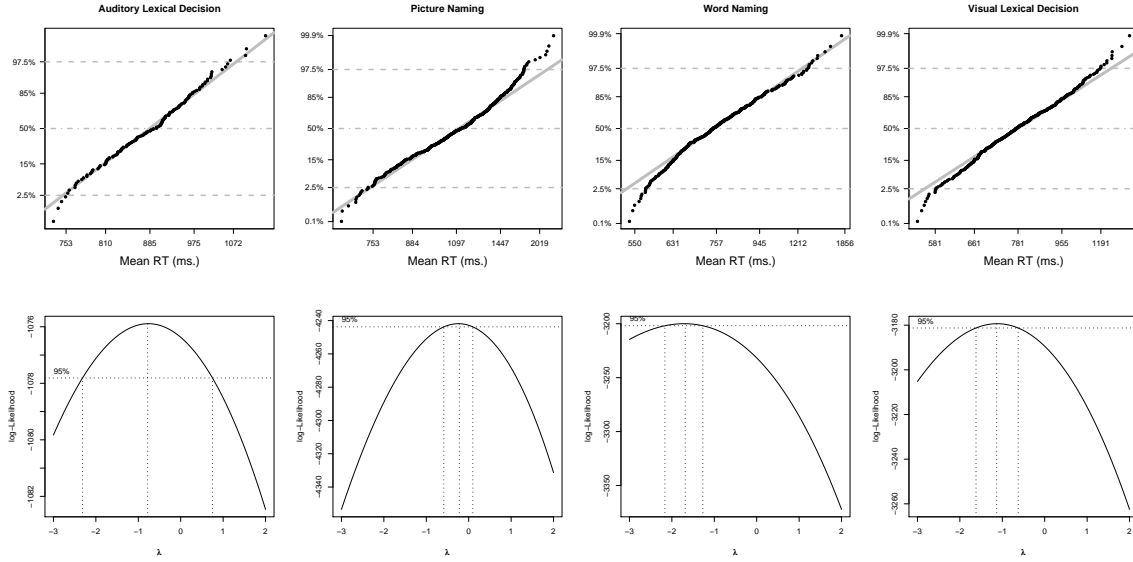 Auditory Lexical Decision
99.9%
97.5%
85%
50%
15%
2.5%
753 810 885 975 1072
Mean RT (ms.)
Picture Naming
99.9%
97.5%
85%
50%
15%
2.5%
0.1%
753 884 1097 1447 2019
Mean RT (ms.)
Word Naming
99.9%
97.5%
85%
50%
15%
2.5%
0.1%
550 631 757 945 1212 1856
Mean RT (ms.)
Visual Lexical Decision
99.9%
97.5%
85%
50%
15%
2.5%
0.1%
581 661 781 955 1191
Mean RT (ms.)
log−Likelihood
−1082 −1080 −1078 −1076
95%
−3 −2 −1 0 1 2
λ
log−Likelihood
−4340 −4320 −4300 −4280 −4260 −4240
95%
−3 −2 −1 0 1 2
λ
log−Likelihood
−3350 −3300 −3250 −3200
95%
−3 −2 −1 0 1 2
λ
log−Likelihood
−3260 −3240 −3220 −3200 −3180
95%
−3 −2 −1 0 1 2
λ